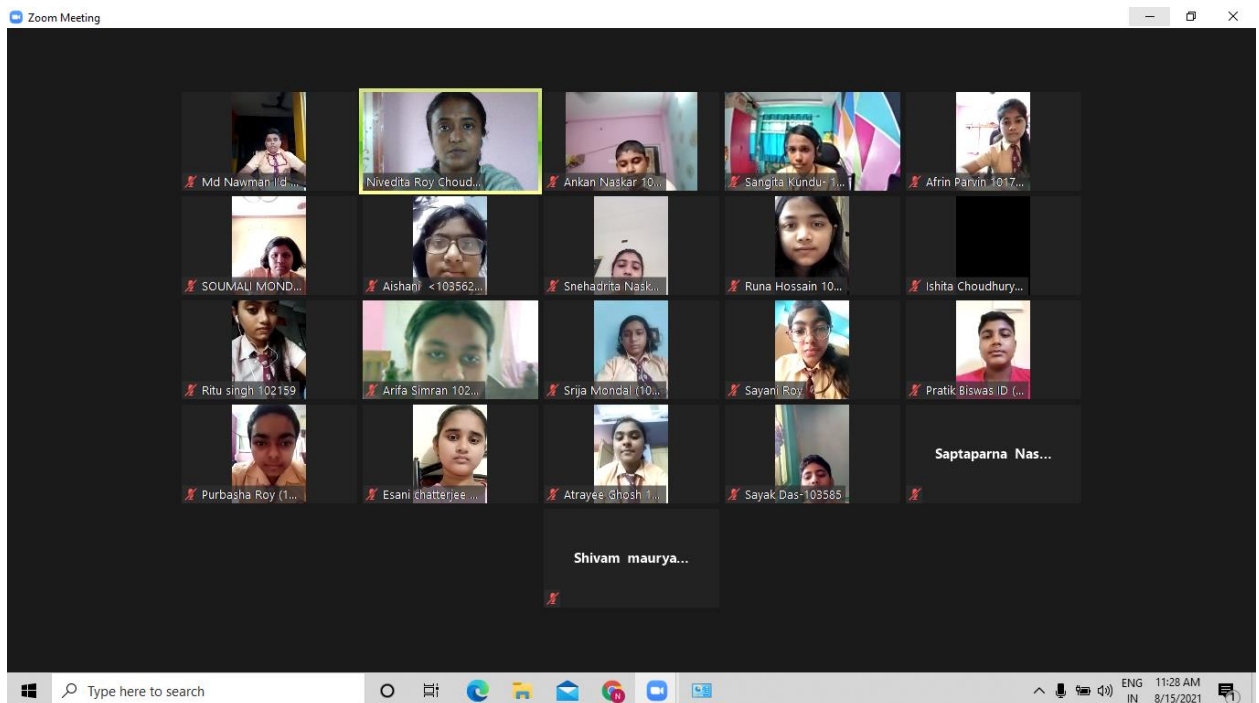 Zoom Meeting
Md Nawman I'd ...
Nivedita Roy Choud...
Ankan Naskar 10...
Sangita Kundu- 1...
Afrin Parvin 1017...
SOUMALI MOND...
Aishani <103562...
Snehadrita Nask...
Runa Hossain 10...
Ishita Choudhury...
Ritu singh 102159
Arifa Simran 102...
Srija Mondal (10...
Sayani Roy
Pratik Biswas ID (...
Purbasha Roy (1...
Esani chatterjee ...
Atrayee Ghosh 1...
Sayak Das-103585
Saptaparna Nas...
Shivam maurya...
Type here to search
ENG 11:28 AM
IN 8/15/2021